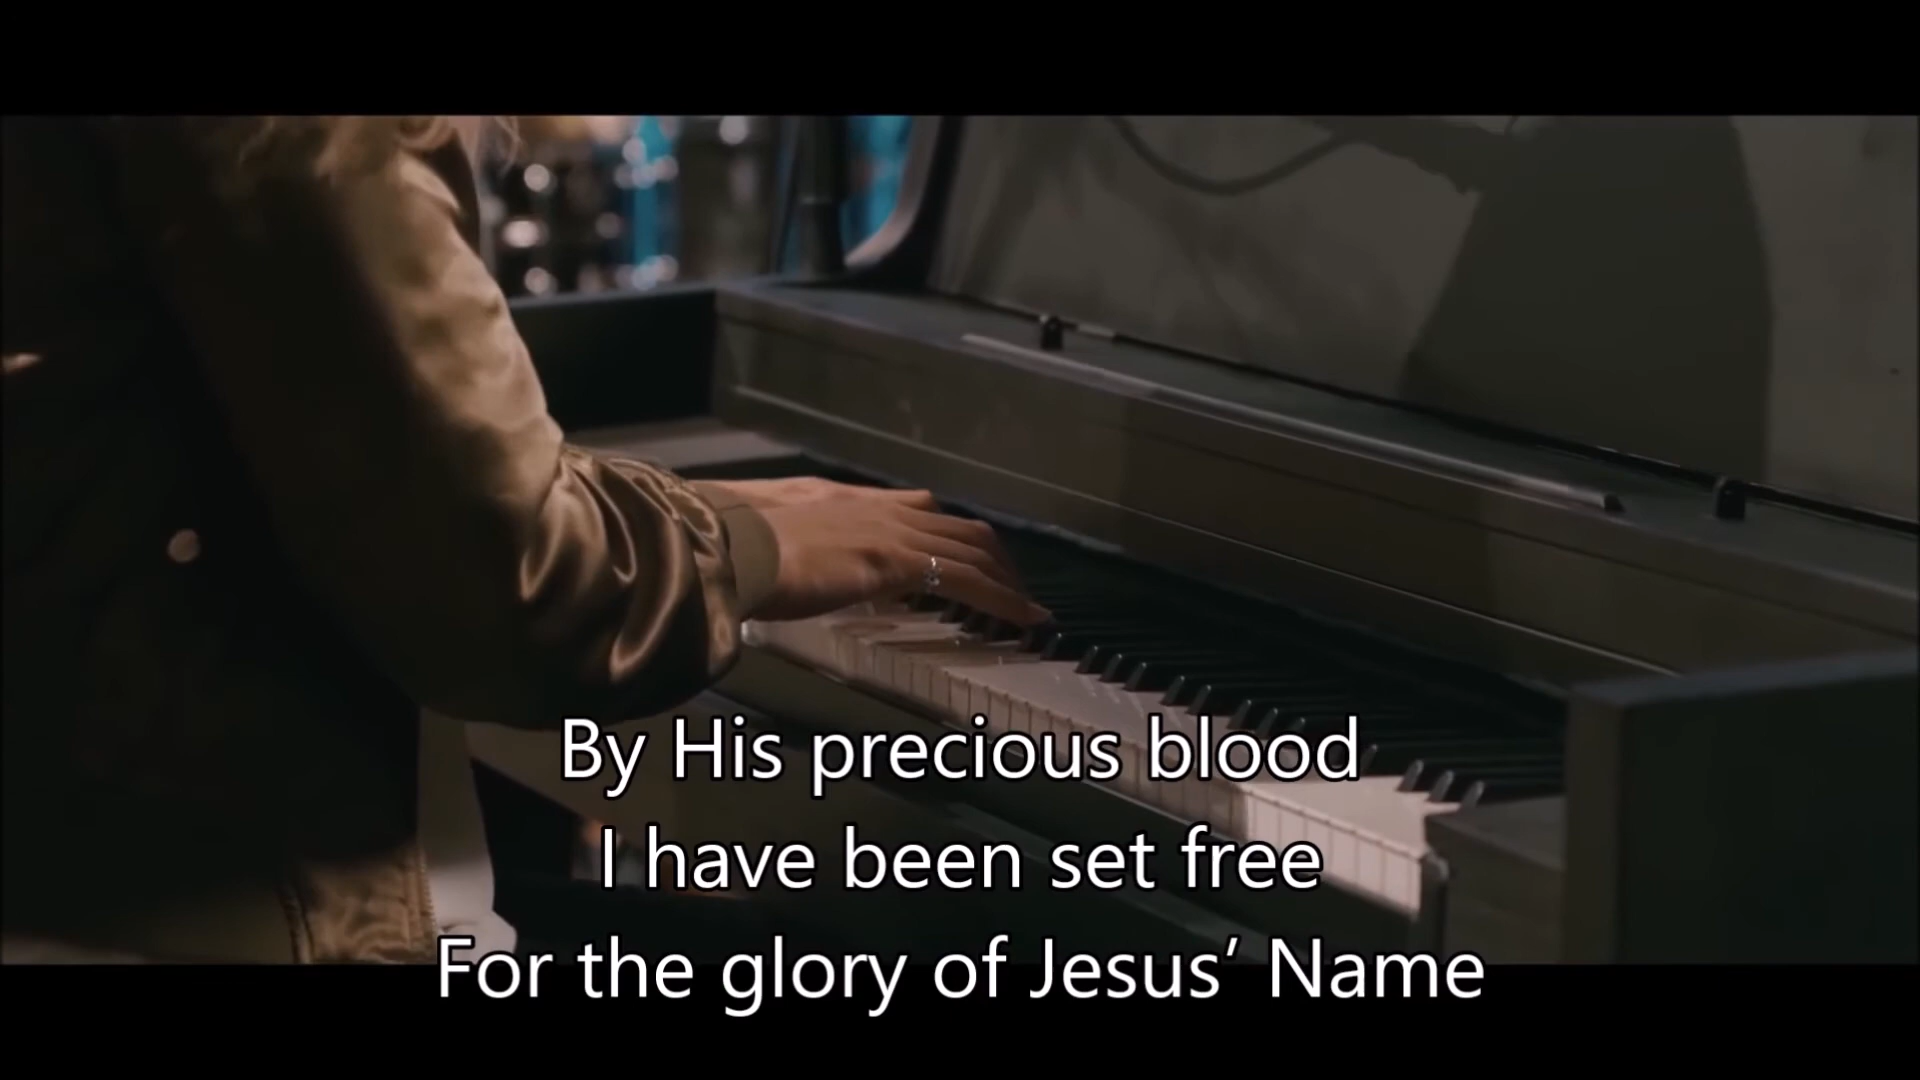 By His precious blood
I have been set free
For the glory of Jesus’ Name